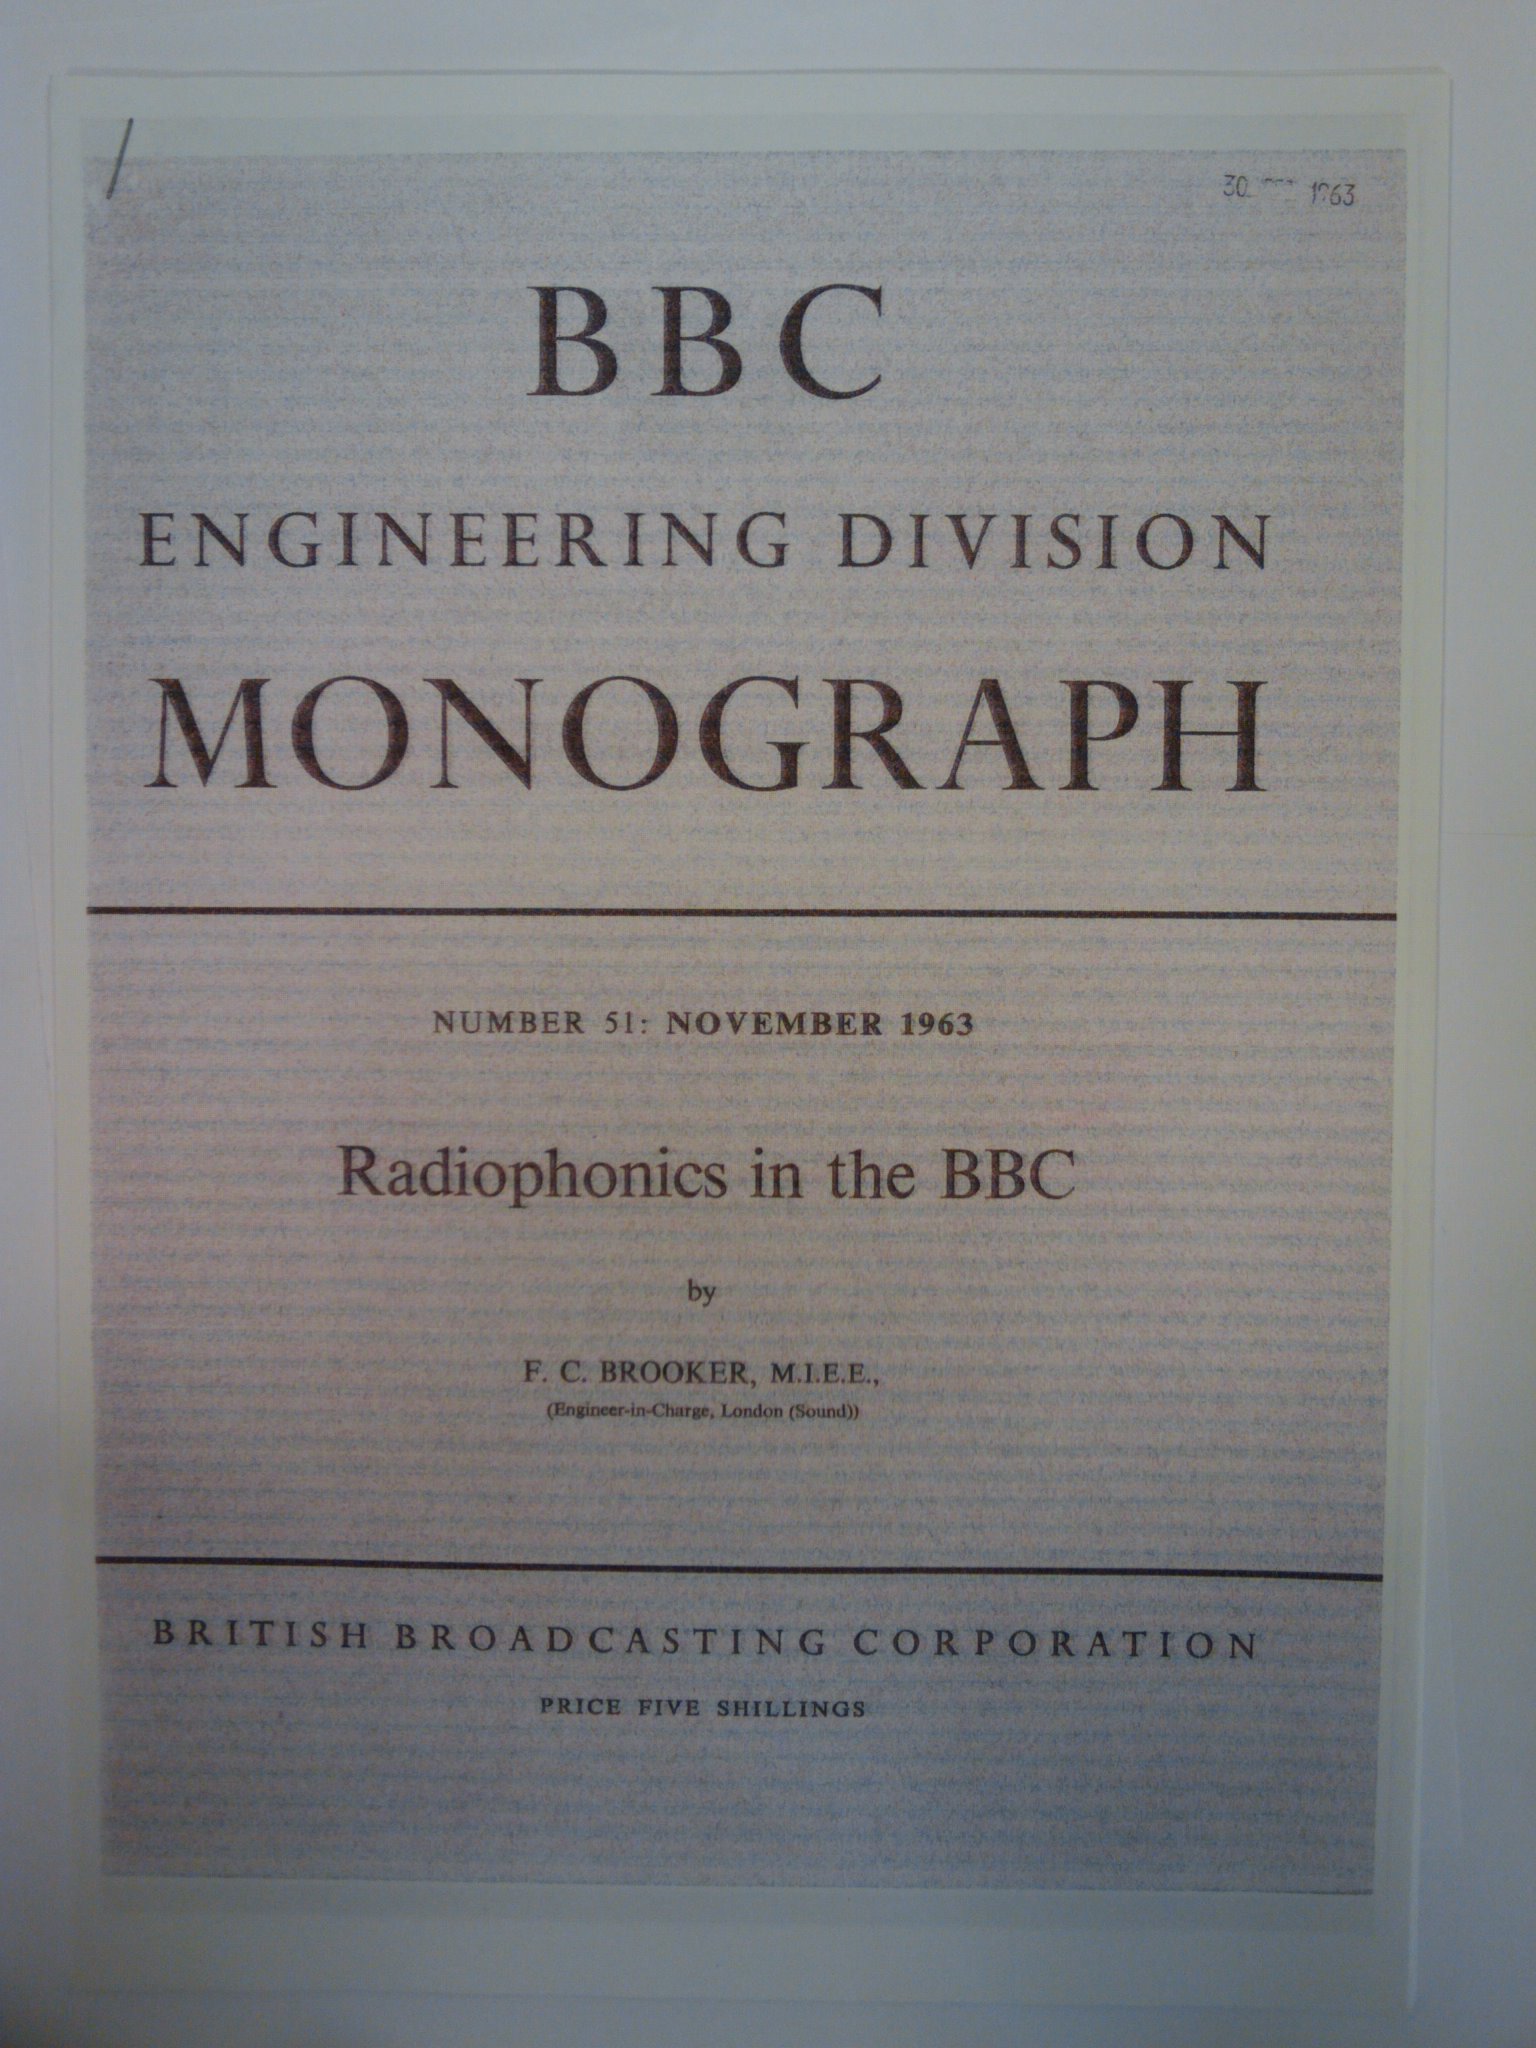 30 1963
BBC
ENGINEERING DIVISION
MONOGRAPH
NUMBER 51: NOVEMBER 1963
Radiophonics in the BBC
by
F. C. BROOKER, M.I.E.E.,
(Engineer-in-Charge, London (Sound))
BRITISH BROADCASTING CORPORATION
PRICE FIVE SHILLINGS